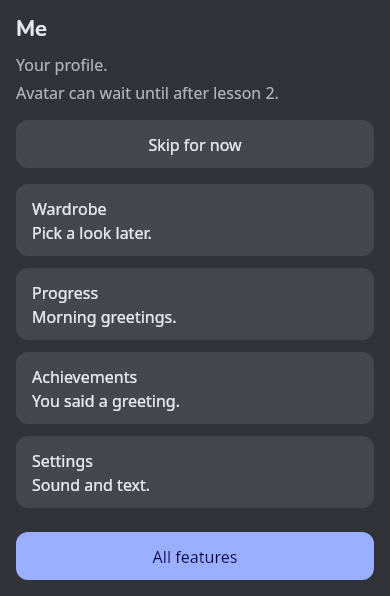 Me
Your profile.
Avatar can wait until after lesson 2.
Skip for now
Wardrobe
Pick a look later.
Progress
Morning greetings.
Achievements
You said a greeting.
Settings
Sound and text.
All features